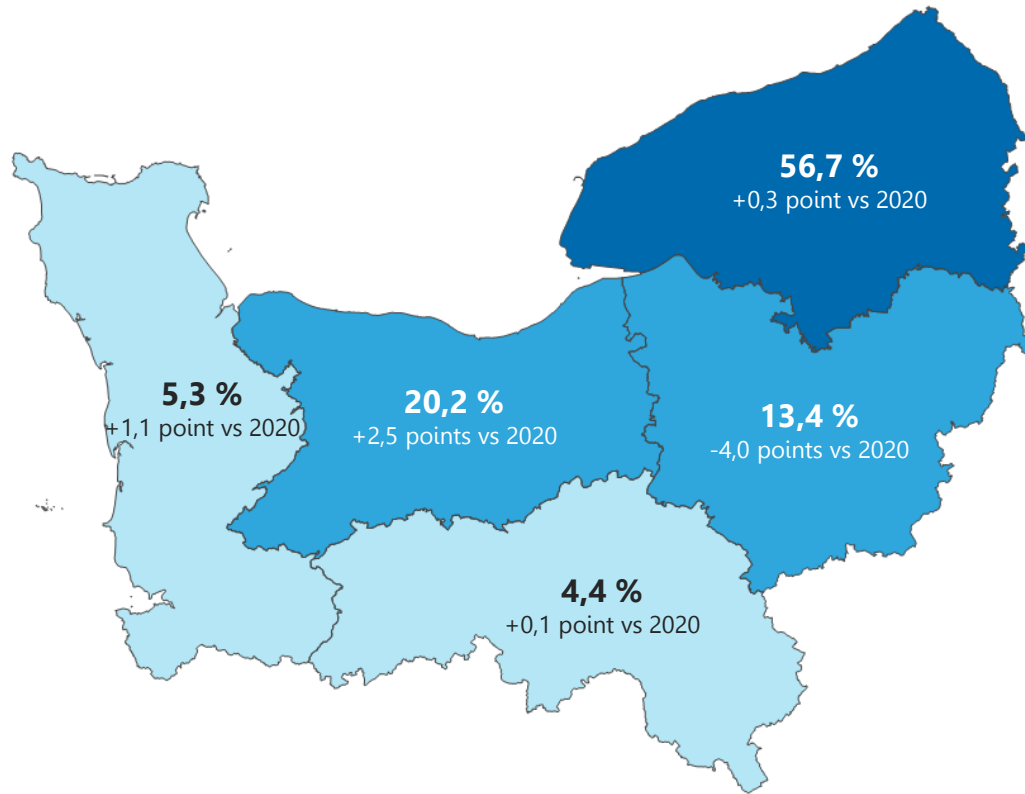 56,7 %
+0,3 point vs 2020
5,3 %
+1,1 point vs 2020
20,2 %
+2,5 points vs 2020
13,4 %
-4,0 points vs 2020
4,4 %
+0,1 point vs 2020